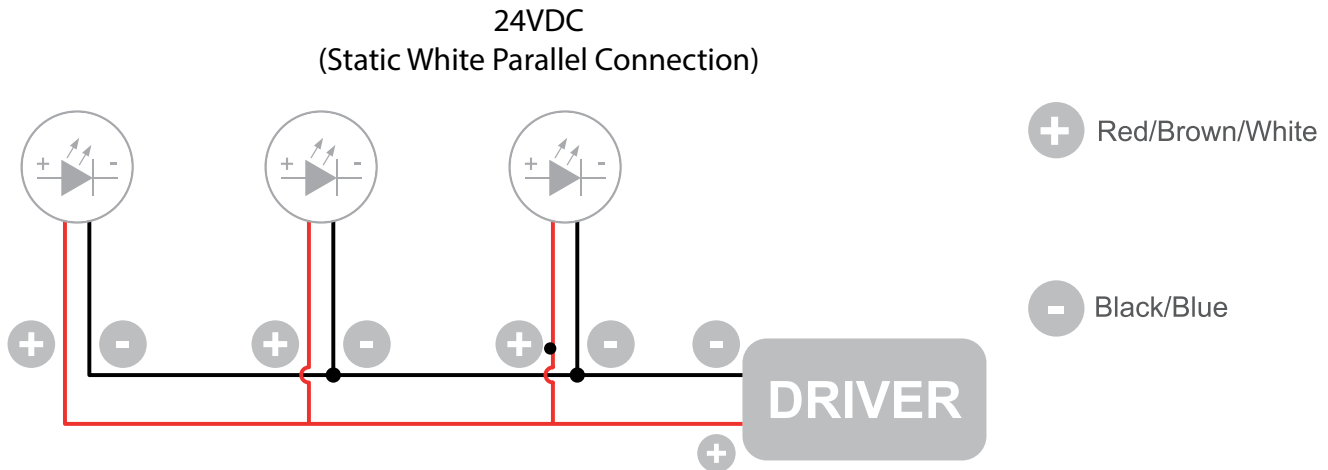 24VDC
(Static White Parallel Connection)
+ - + - + -
+ Red/Brown/White
+ - + - + - -
- Black/Blue
DRIVER
+